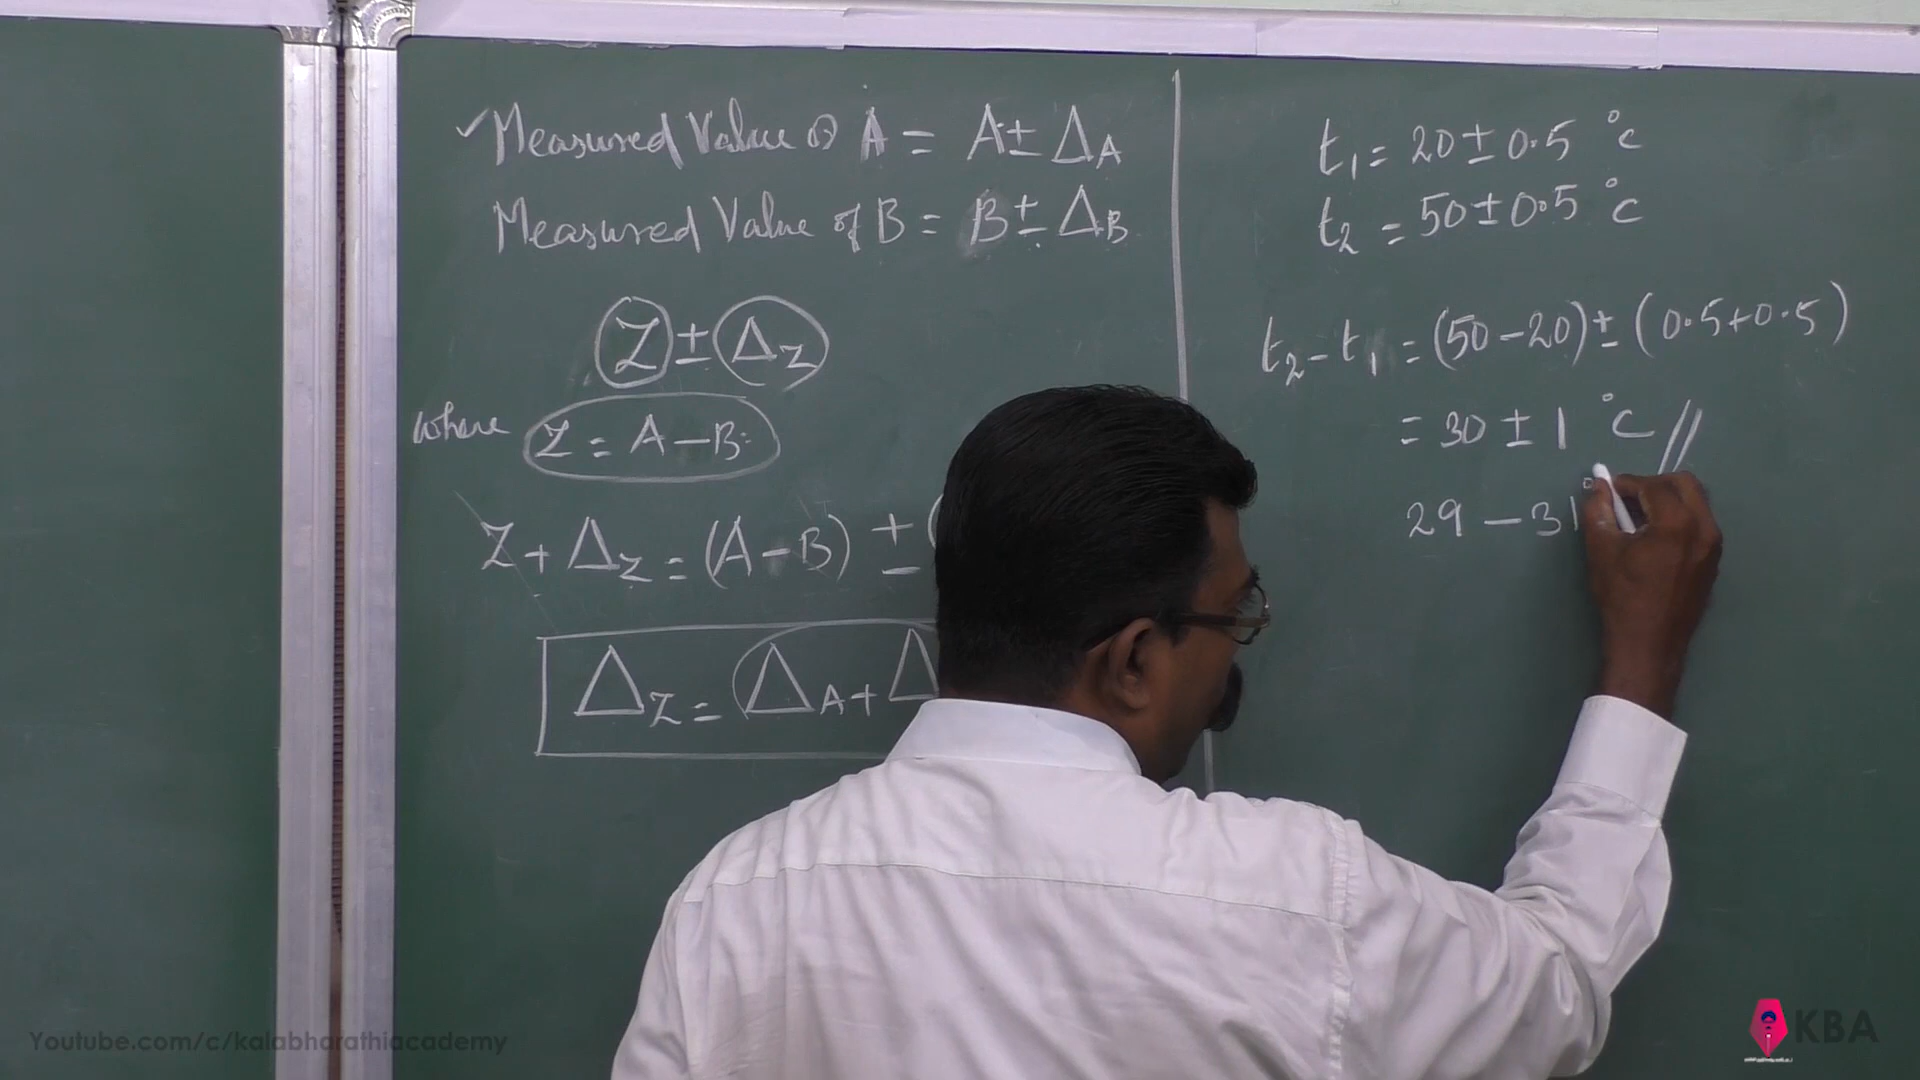 ✓Measured Value of A = A ± ΔA
Measured Value of B = B ± ΔB
Z ± ΔZ
where Z = A - B
Z + ΔZ = (A - B) ± (
ΔZ = (ΔA + Δ
t1 = 20 ± 0.5 °c
t2 = 50 ± 0.5 °c
t2 - t1 = (50 - 20) ± (0.5 + 0.5)
= 30 ± 1 °c //
29 - 31°
Youtube.com/c/kalabharathiacademy
KBA